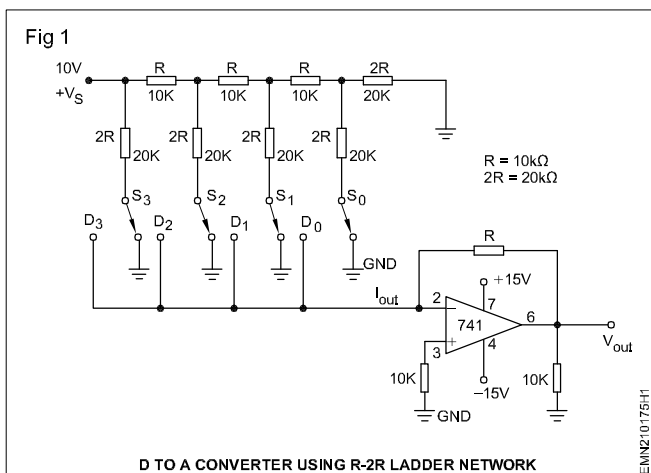 Fig 1
10V
+VS
R
10K
R
10K
R
10K
2R
20K
2R
20K
2R
20K
2R
20K
2R
20K
R = 10kΩ
2R = 20kΩ
S3
S2
S1
S0
D3
D2
D1
D0
GND
R
Iout
+15V
2
7
6
741
3
4
−
+
Vout
10K
−15V
10K
GND
D TO A CONVERTER USING R-2R LADDER NETWORK
EMN210175H1